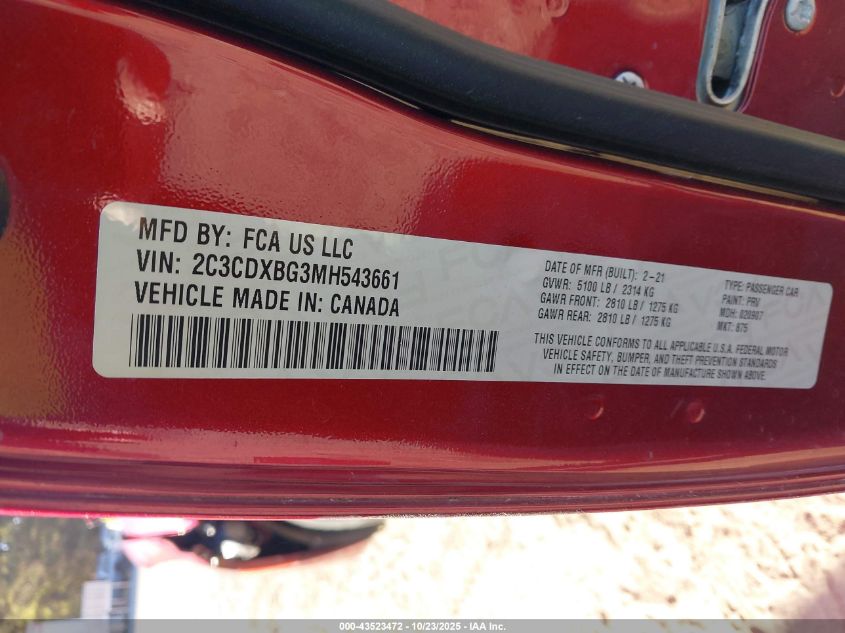 MFD BY: FCA US LLC
VIN: 2C3CDXBG3MH543661
VEHICLE MADE IN: CANADA
DATE OF MFR (BUILT): 2-21
GVWR: 5100 LB / 2314 KG
GAWR FRONT: 2810 LB / 1275 KG
GAWR REAR: 2810 LB / 1275 KG
TYPE: PASSENGER CAR
PAINT: PRV
MDH: 020907
MKT: 875
THIS VEHICLE CONFORMS TO ALL APPLICABLE U.S.A. FEDERAL MOTOR
VEHICLE SAFETY, BUMPER, AND THEFT PREVENTION STANDARDS
IN EFFECT ON THE DATE OF MANUFACTURE SHOWN ABOVE.
000-43523472 - 10/23/2025 - IAA Inc.